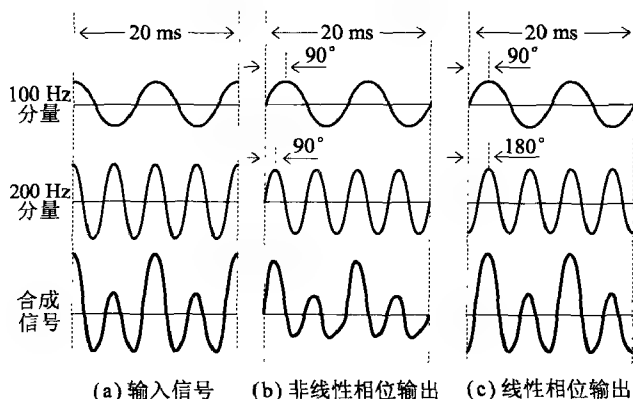 20 ms 20 ms 20 ms
90° 90°
100 Hz
分量
90° 180°
200 Hz
分量
合成
信号
(a) 输入信号 (b) 非线性相位输出 (c) 线性相位输出